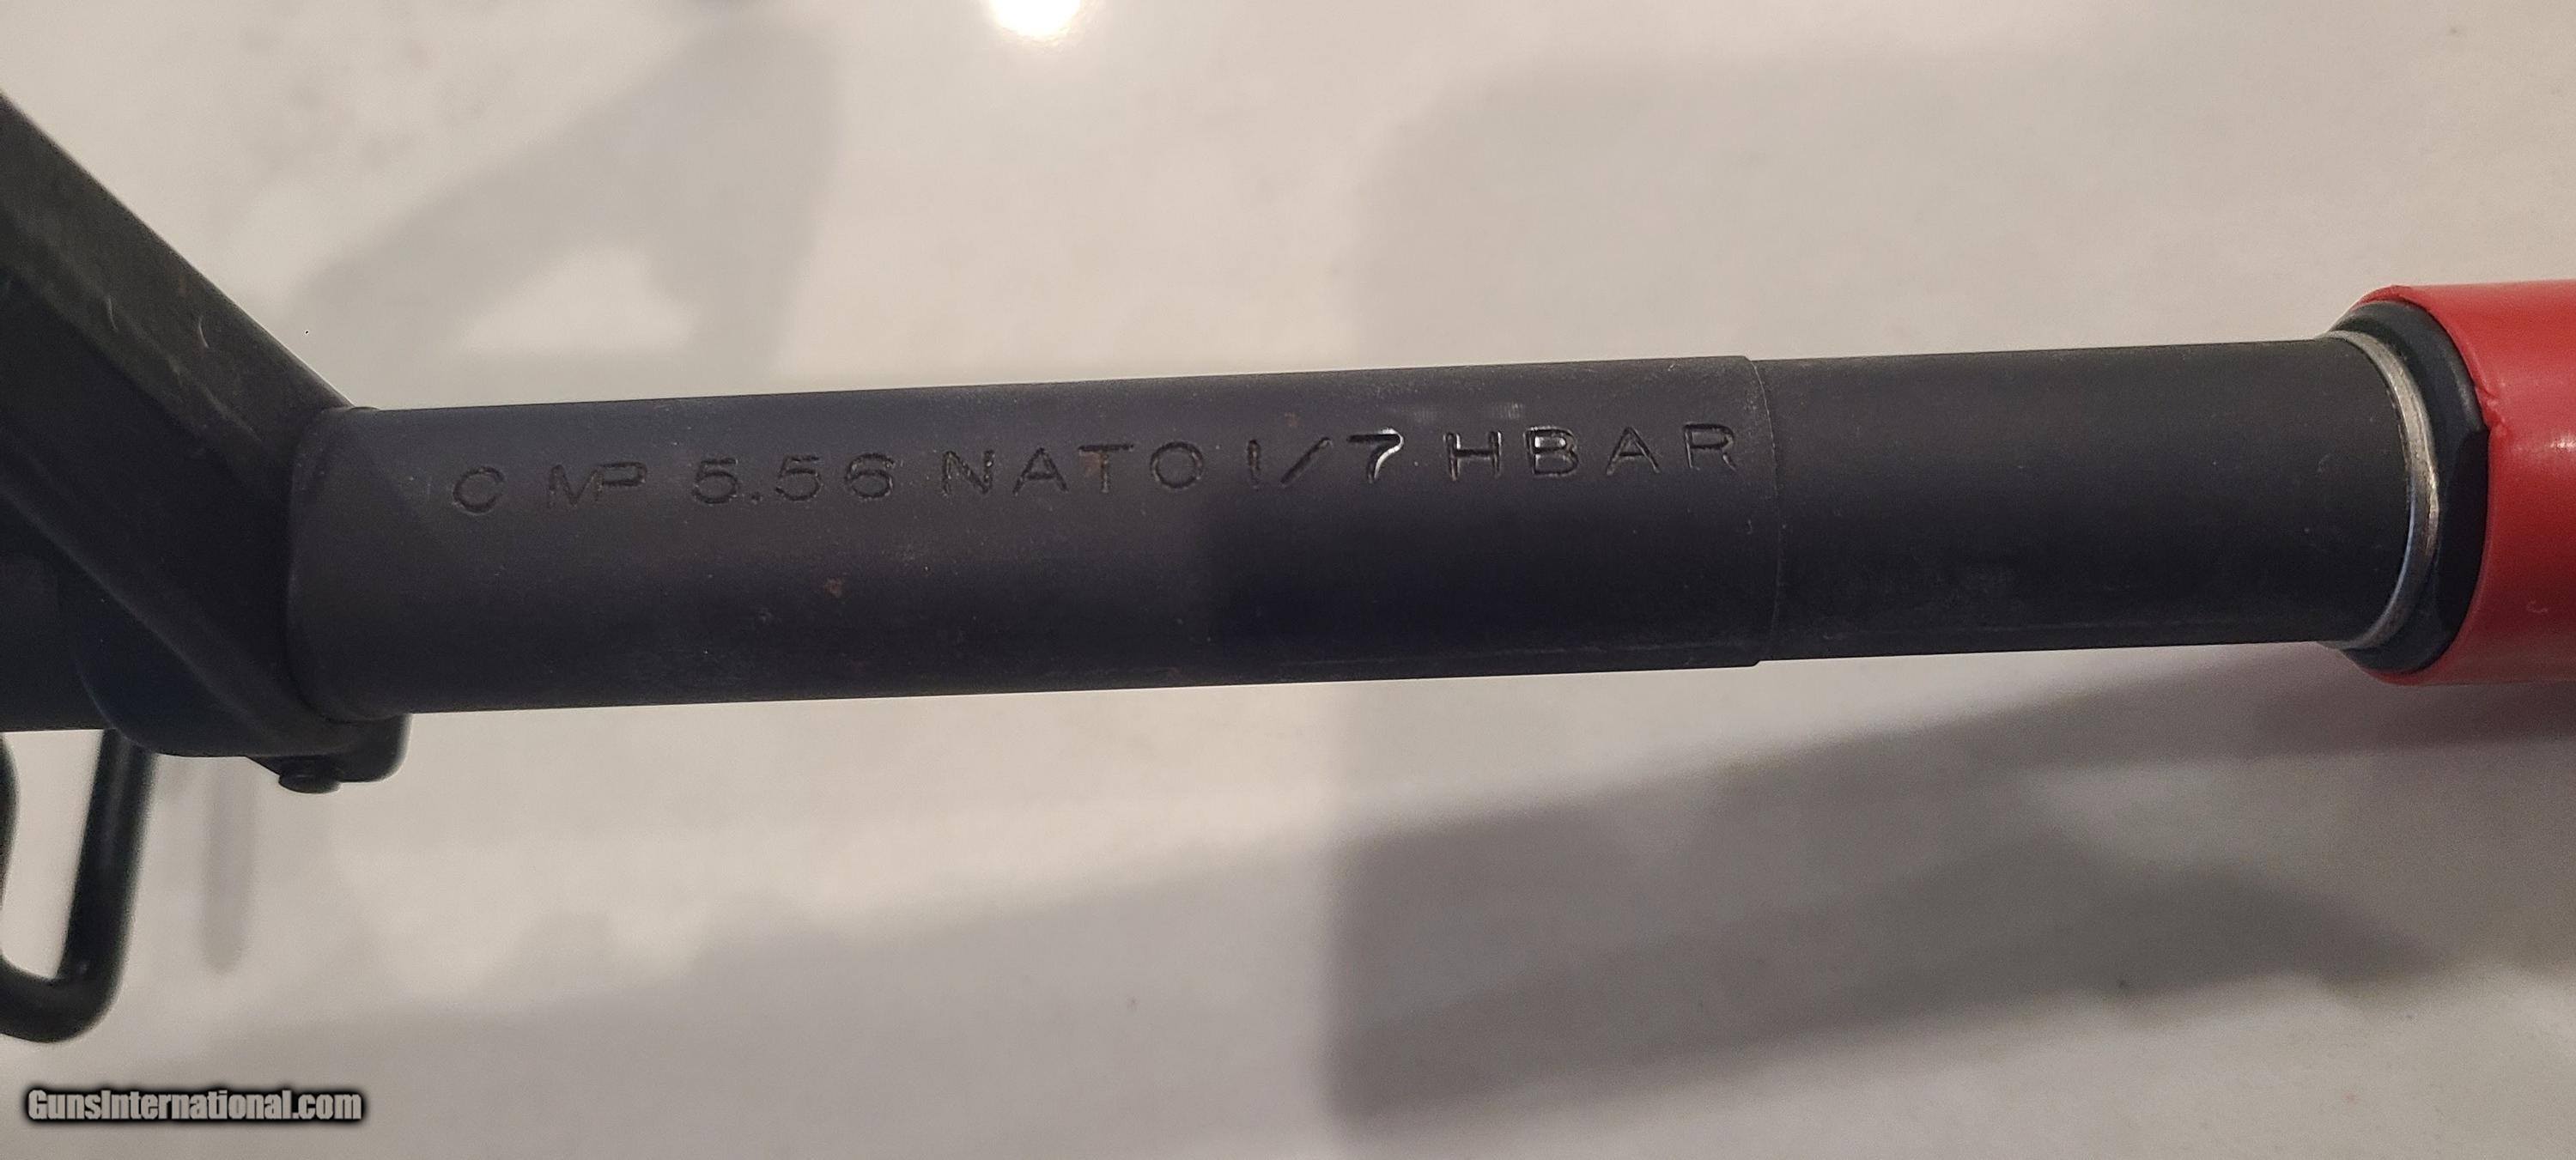 C MP 5.56 NATO 1/7 HBAR
GunsInternational.com